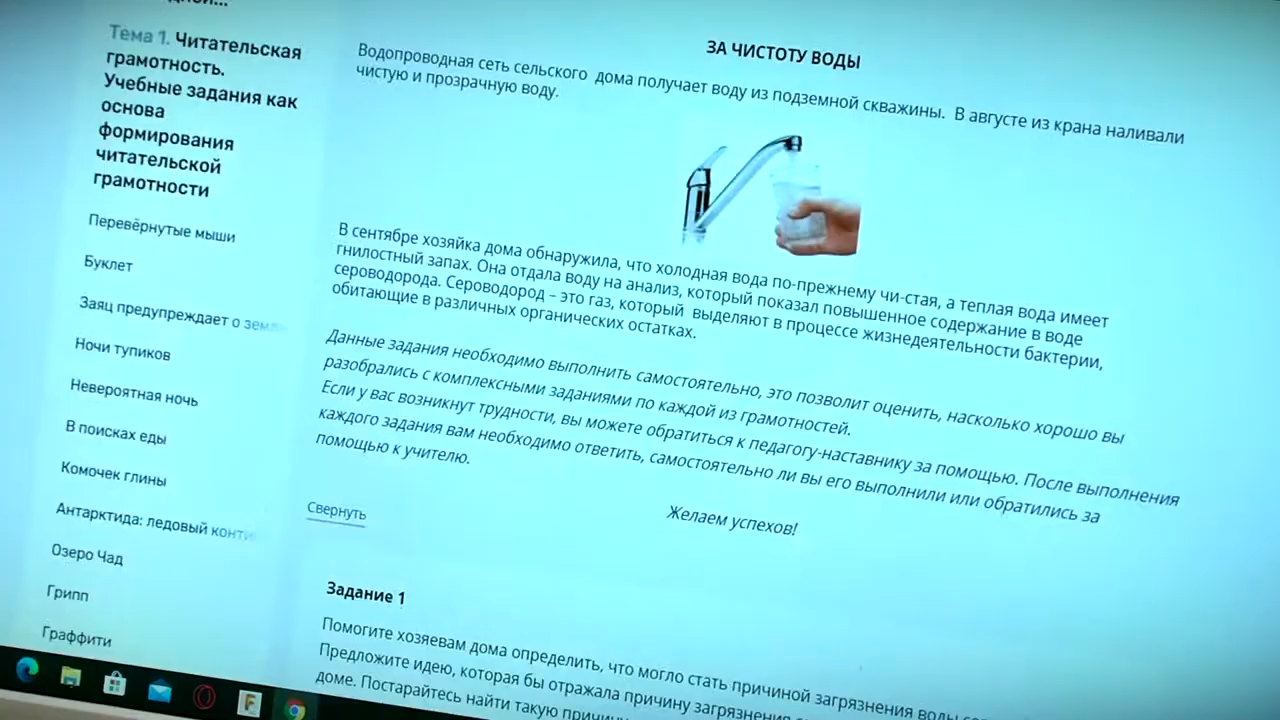 Тема 1. Читательская
грамотность.
Учебные задания как
основа
формирования
читательской
грамотности
Перевёрнутые мыши
Буклет
Заяц предупреждает о
Ночи тупиков
Невероятная ночь
В поисках еды
Комочек глины
Антарктида: ледовый
Озеро Чад
Грипп
Граффити
ЗА ЧИСТОТУ ВОДЫ
Водопроводная сеть сельского дома получает воду из подземной скважины. В августе из крана наливали
чистую и прозрачную воду.
В сентябре хозяйка дома обнаружила, что холодная вода по-прежнему чи-стая, а теплая вода имеет
гнилостный запах. Она отдала воду на анализ, который показал повышенное содержание в воде
сероводорода. Сероводород – это газ, который выделяют в процессе жизнедеятельности бактерии,
обитающие в различных органических остатках.
Данные задания необходимо выполнить самостоятельно, это позволит оценить, насколько хорошо вы
разобрались с комплексными заданиями по каждой из грамотностей.
Если у вас возникнут трудности, вы можете обратиться к педагогу-наставнику за помощью. После выполнения
каждого задания вам необходимо ответить, самостоятельно ли вы его выполнили или обратились за
помощью к учителю.
Желаем успехов!
Свернуть
Задание 1
Помогите хозяевам дома определить, что могло стать причиной загрязнения воды
Предложите идею, которая бы отражала причину загрязнения
доме. Постарайтесь найти такую